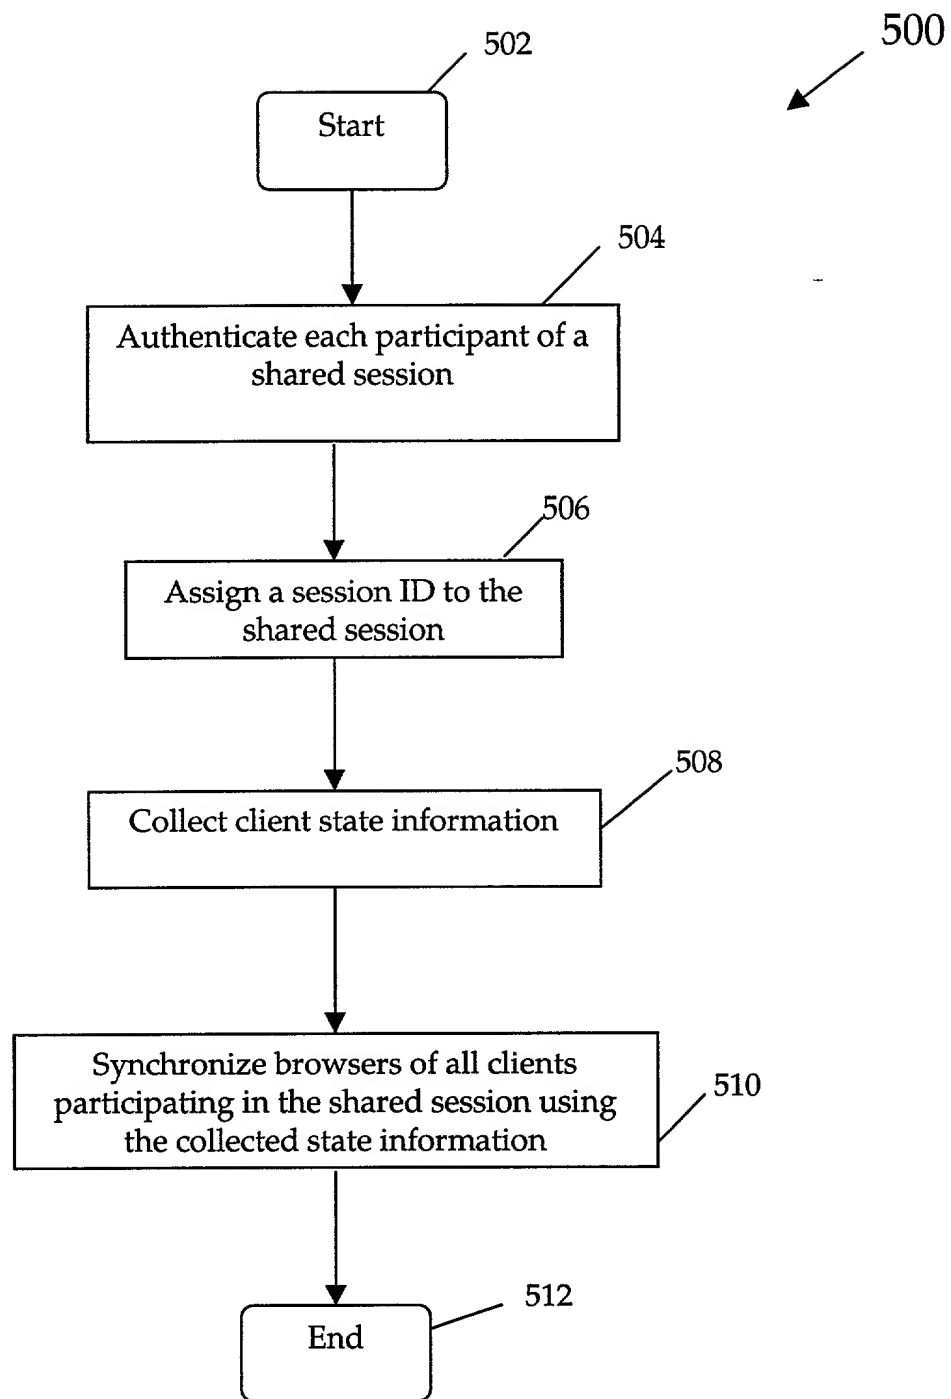 500
502
Start
504
Authenticate each participant of a
shared session
506
Assign a session ID to the
shared session
508
Collect client state information
Synchronize browsers of all clients
participating in the shared session using
the collected state information
510
512
End